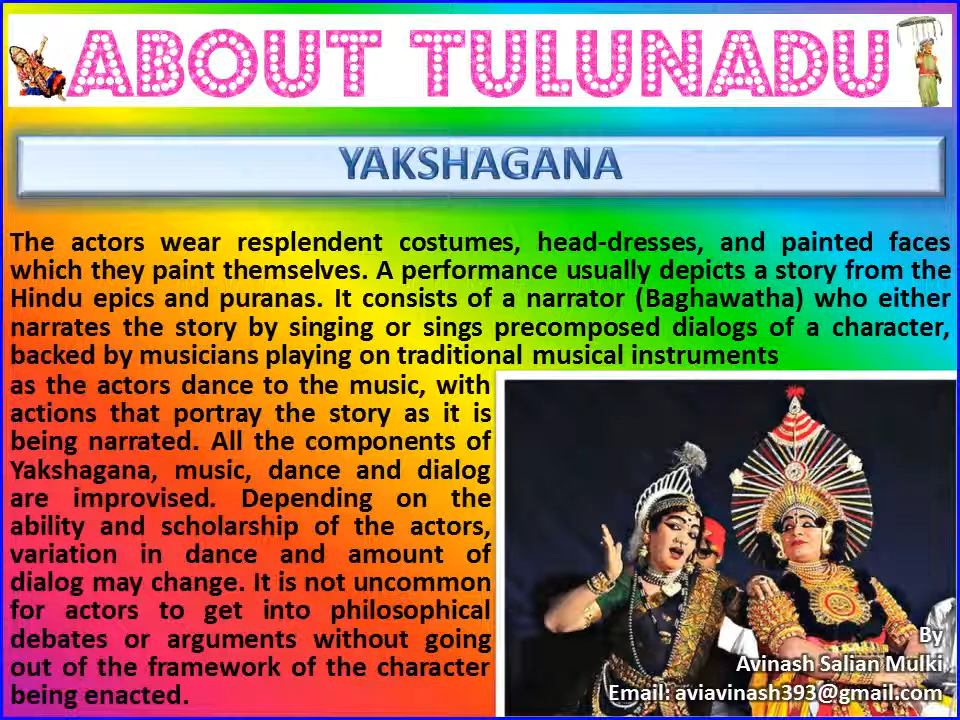 ABOUT TULUNADU
YAKSHAGANA
The actors wear resplendent costumes, head-dresses, and painted faces
which they paint themselves. A performance usually depicts a story from the
Hindu epics and puranas. It consists of a narrator (Baghawatha) who either
narrates the story by singing or sings precomposed dialogs of a character,
backed by musicians playing on traditional musical instruments
as the actors dance to the music, with
actions that portray the story as it is
being narrated. All the components of
Yakshagana, music, dance and dialog
are improvised. Depending on the
ability and scholarship of the actors,
variation in dance and amount of
dialog may change. It is not uncommon
for actors to get into philosophical
debates or arguments without going
out of the framework of the character
being enacted.
By
Avinash Salian Mulki
Email: aviavinash393@gmail.com